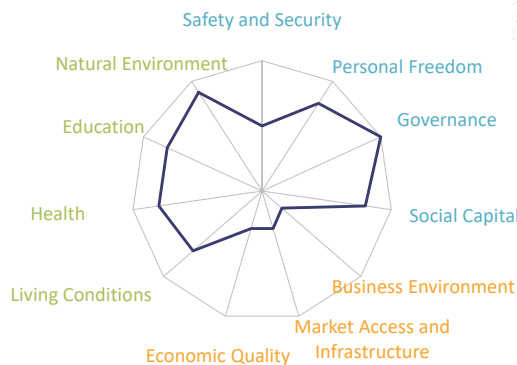 Safety and Security
Natural Environment
Personal Freedom
Education
Governance
Health
Social Capital
Living Conditions
Business Environment
Market Access and
Infrastructure
Economic Quality